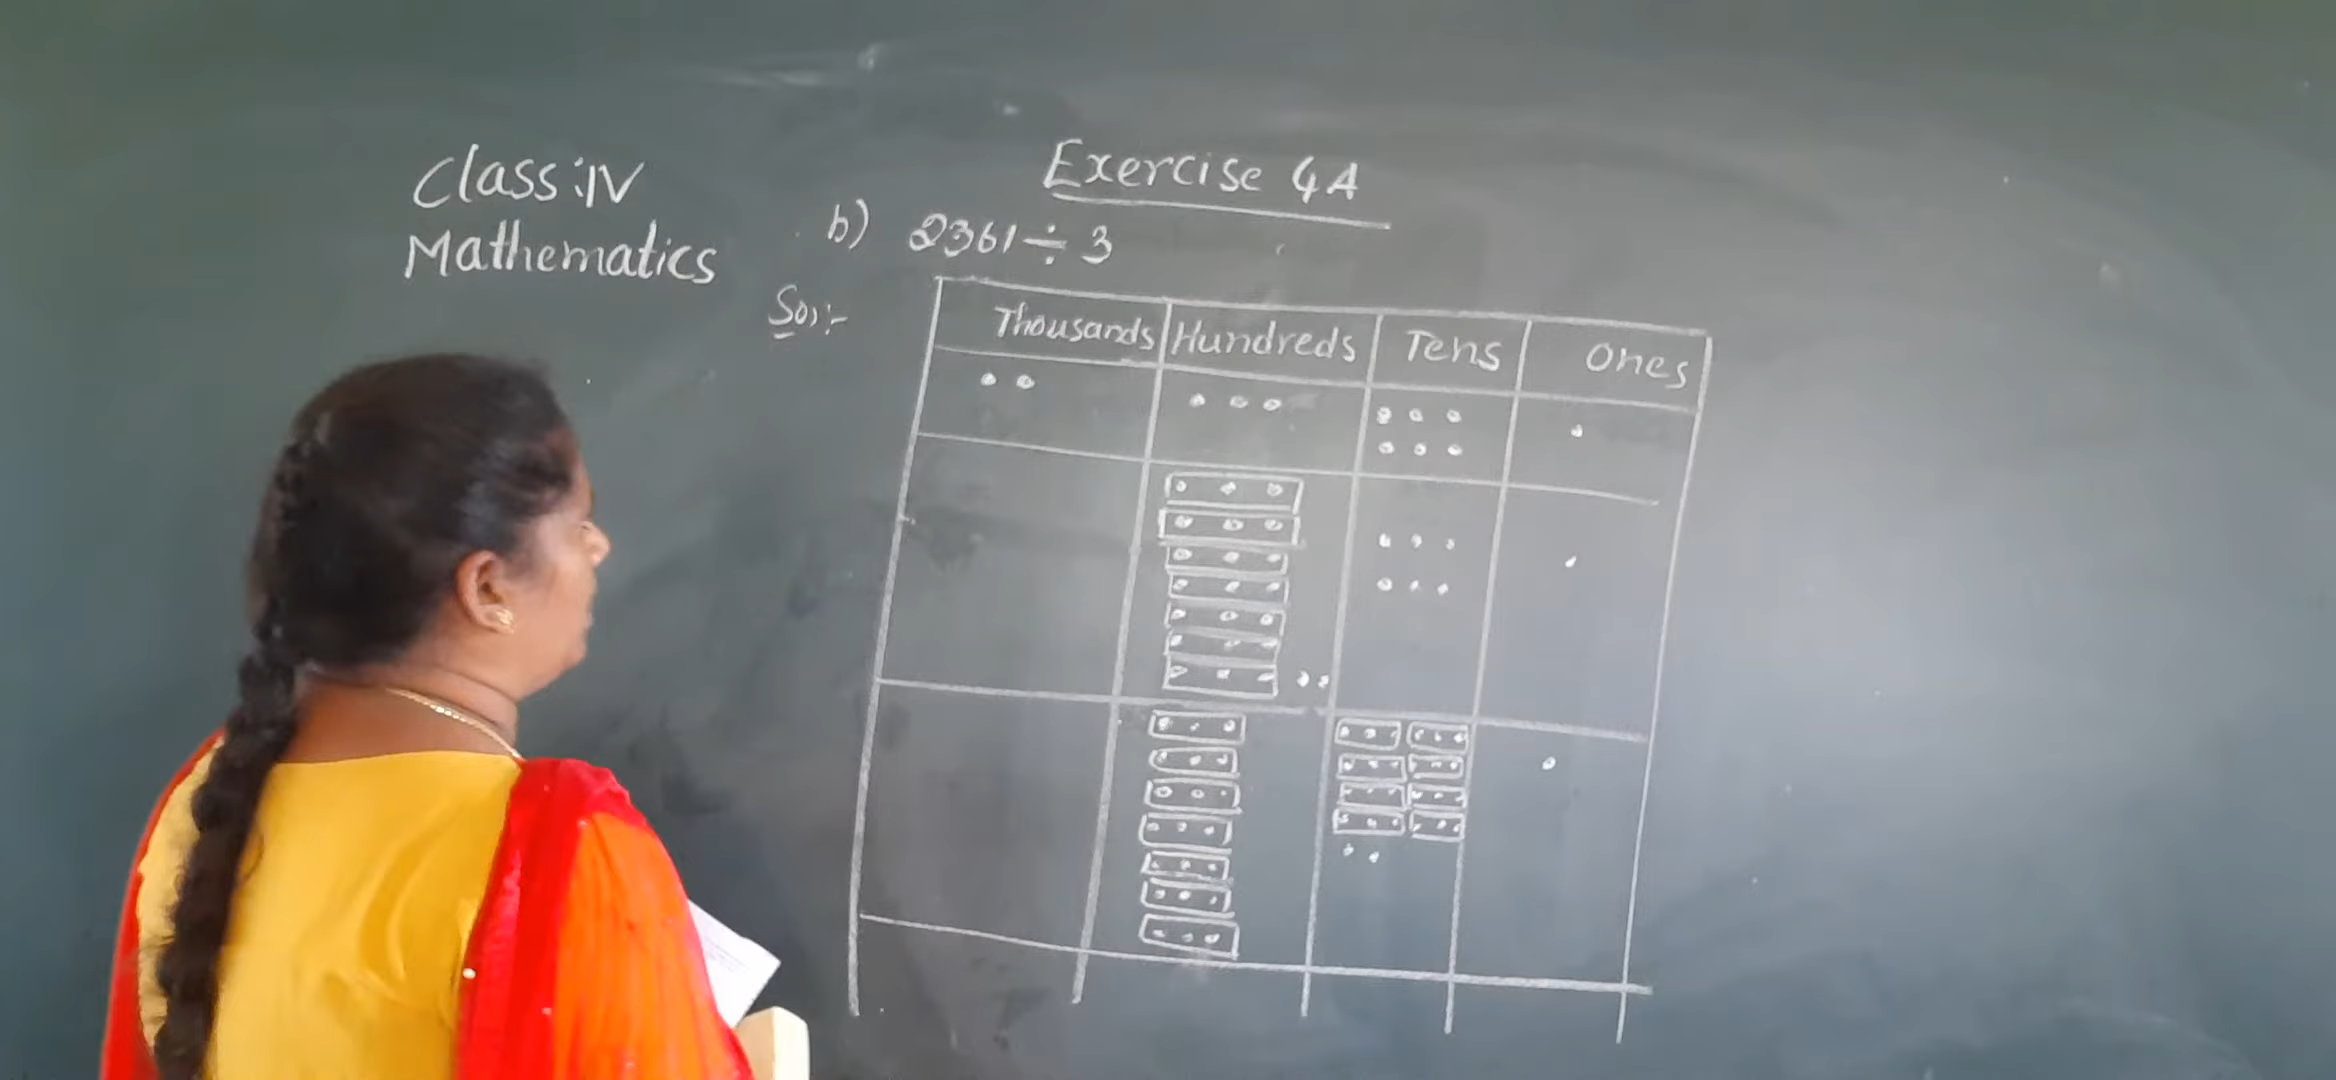 Class:IV
Mathematics
Exercise 4A
b) 2361÷3
Sol:-
Thousands Hundreds Tens Ones